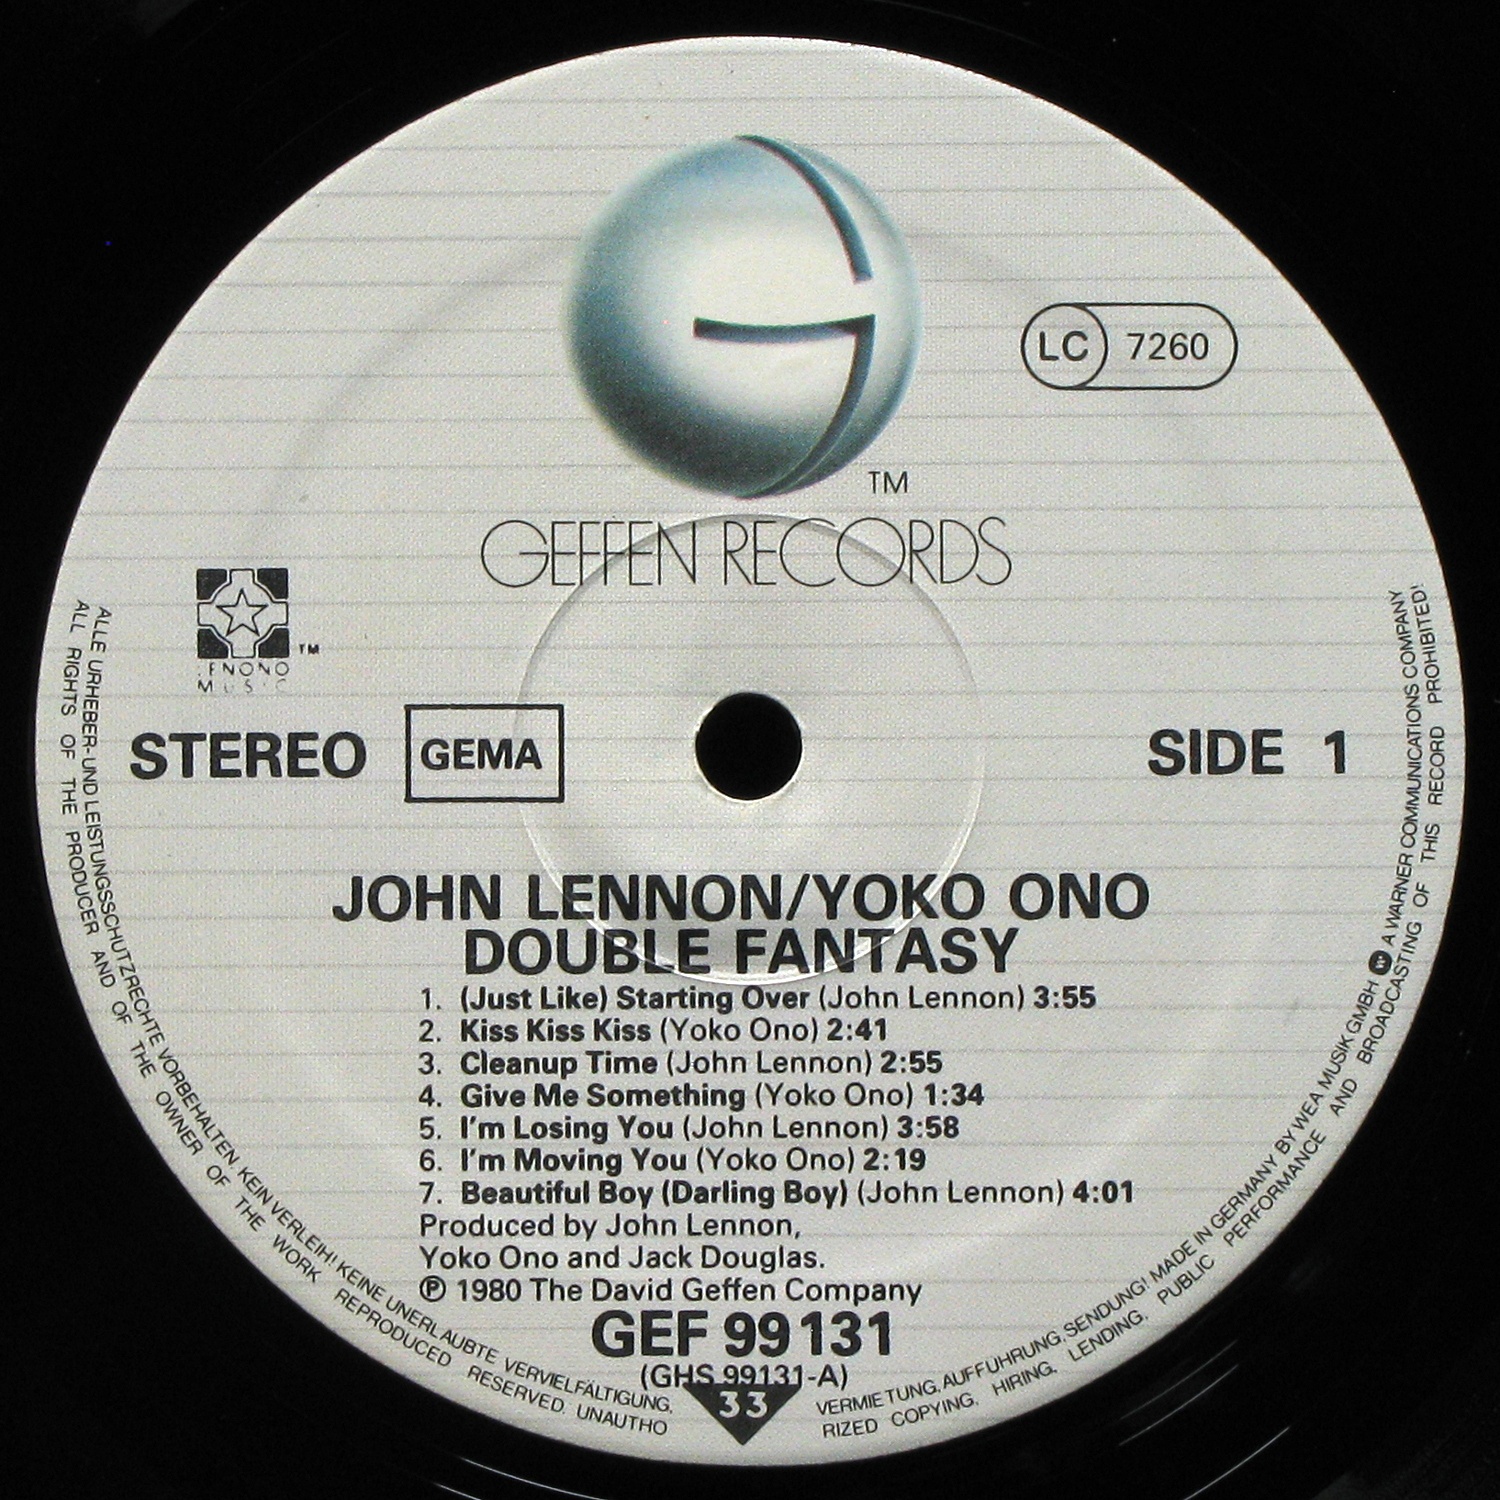 TM
GEFFEN RECORDS
LC 7260
TM
LENONO
MUSIC
STEREO GEMA SIDE 1
JOHN LENNON/YOKO ONO
DOUBLE FANTASY
1. (Just Like) Starting Over (John Lennon) 3:55
2. Kiss Kiss Kiss (Yoko Ono) 2:41
3. Cleanup Time (John Lennon) 2:55
4. Give Me Something (Yoko Ono) 1:34
5. I'm Losing You (John Lennon) 3:58
6. I'm Moving You (Yoko Ono) 2:19
7. Beautiful Boy (Darling Boy) (John Lennon) 4:01
Produced by John Lennon,
Yoko Ono and Jack Douglas.
℗ 1980 The David Geffen Company
GEF 99131
(GHS 99131-A)
33
ALLE URHEBER- UND LEISTUNGSSCHUTZRECHTE VORBEHALTEN. KEIN VERLEIH! KEINE UNERLAUBTE VERVIELFÄLTIGUNG, VERMIETUNG, AUFFÜHRUNG, SENDUNG! MADE IN GERMANY BY WEA MUSIK GMBH A WARNER COMMUNICATIONS COMPANY
ALL RIGHTS OF THE PRODUCER AND OF THE OWNER OF THE WORK REPRODUCED RESERVED. UNAUTHORIZED COPYING, HIRING, LENDING, PUBLIC PERFORMANCE AND BROADCASTING OF THIS RECORD PROHIBITED!